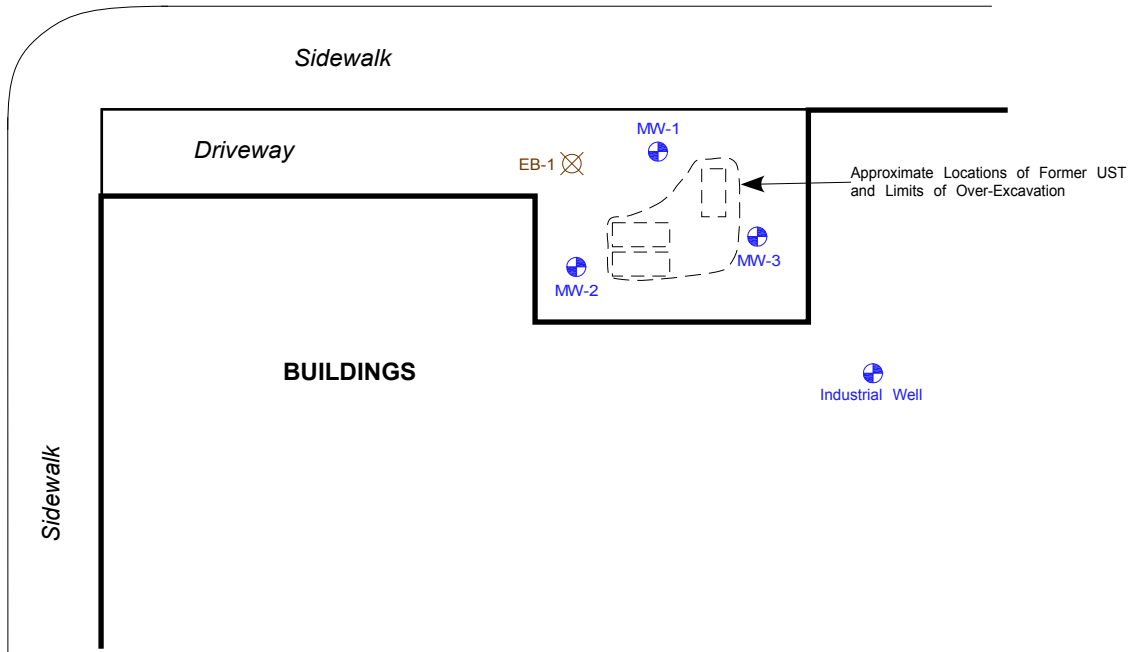 Sidewalk
MW-1
Driveway
EB-1
Approximate Locations of Former UST
and Limits of Over-Excavation
MW-3
MW-2
BUILDINGS
Industrial Well
Sidewalk